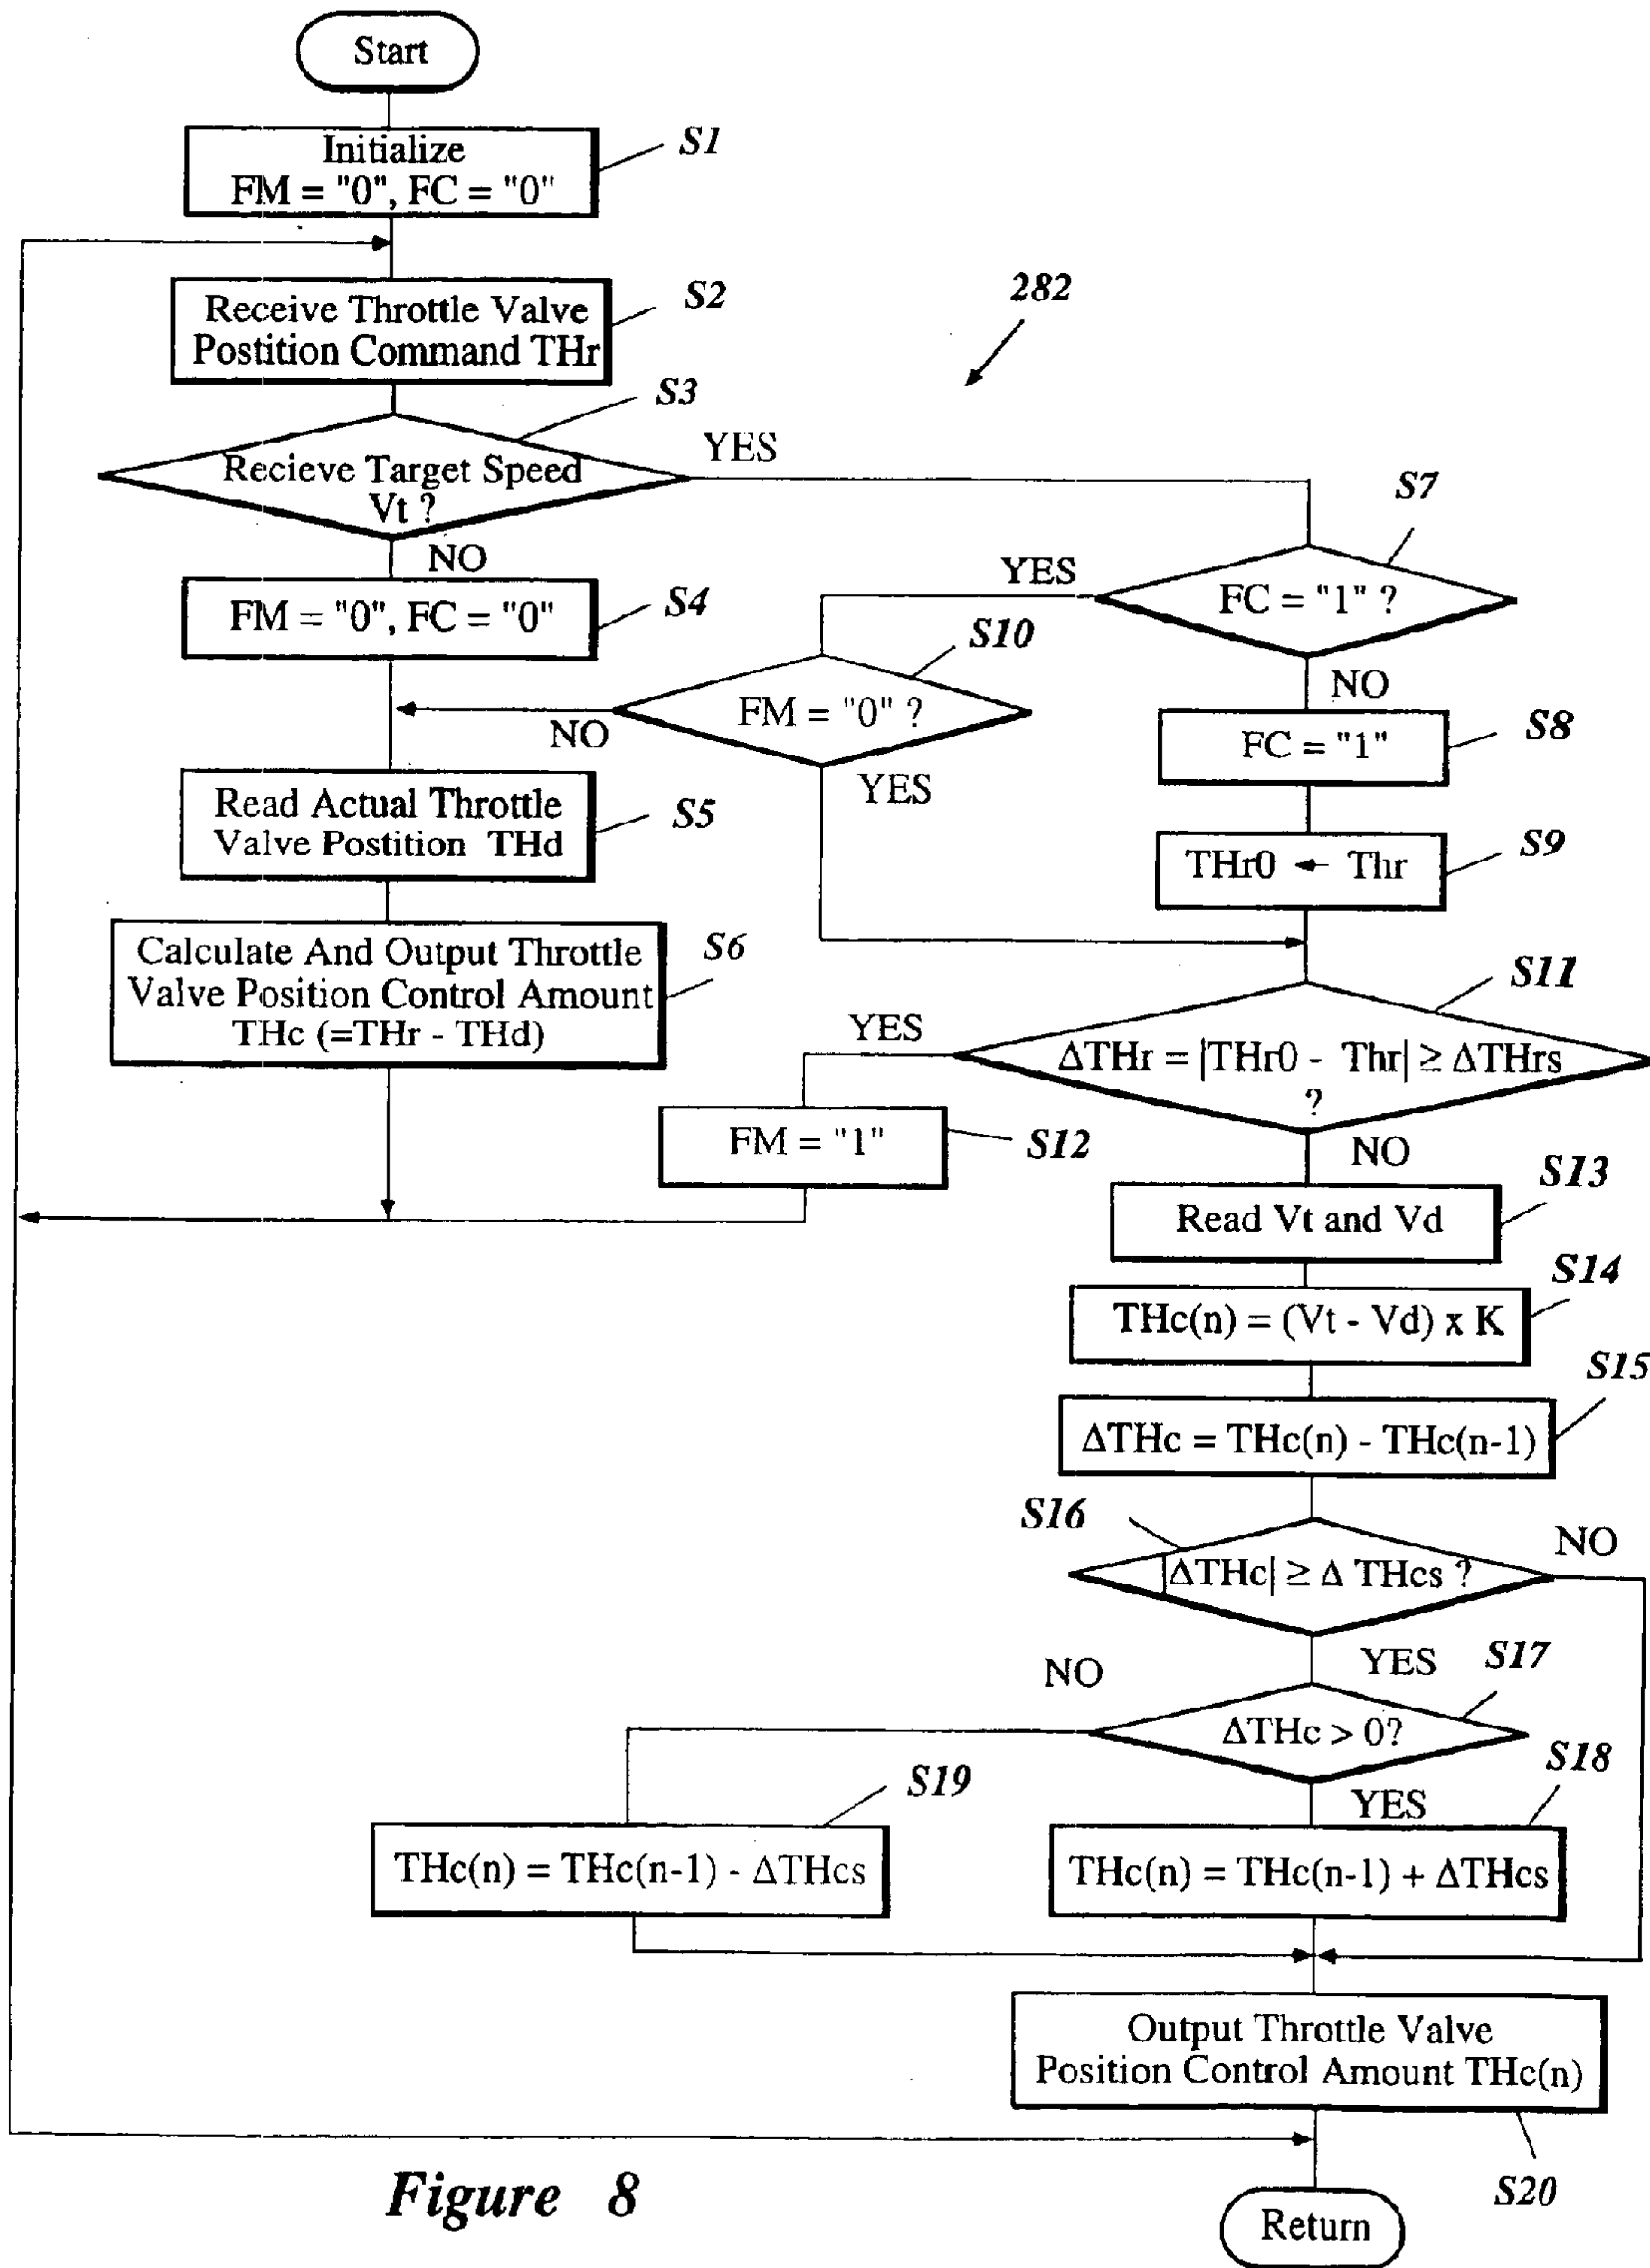 Start
Initialize
FM = "0", FC = "0"
S1
Receive Throttle Valve
Postition Command THr
S2
282
Recieve Target Speed
Vt ?
S3
YES
NO
FM = "0", FC = "0"
S4
FC = "1" ?
S7
YES
NO
FM = "0" ?
S10
NO
YES
FC = "1"
S8
THr0 ← Thr
S9
Read Actual Throttle
Valve Postition THd
S5
Calculate And Output Throttle
Valve Position Control Amount
THc (=THr - THd)
S6
ΔTHr = |THr0 - Thr| ≥ ΔTHrs
?
S11
YES
NO
FM = "1"
S12
Read Vt and Vd
S13
THc(n) = (Vt - Vd) x K
S14
ΔTHc = THc(n) - THc(n-1)
S15
|ΔTHc| ≥ Δ THcs ?
S16
NO
YES
ΔTHc > 0?
S17
NO
YES
THc(n) = THc(n-1) + ΔTHcs
S18
THc(n) = THc(n-1) - ΔTHcs
S19
Output Throttle Valve
Position Control Amount THc(n)
S20
Return
Figure 8